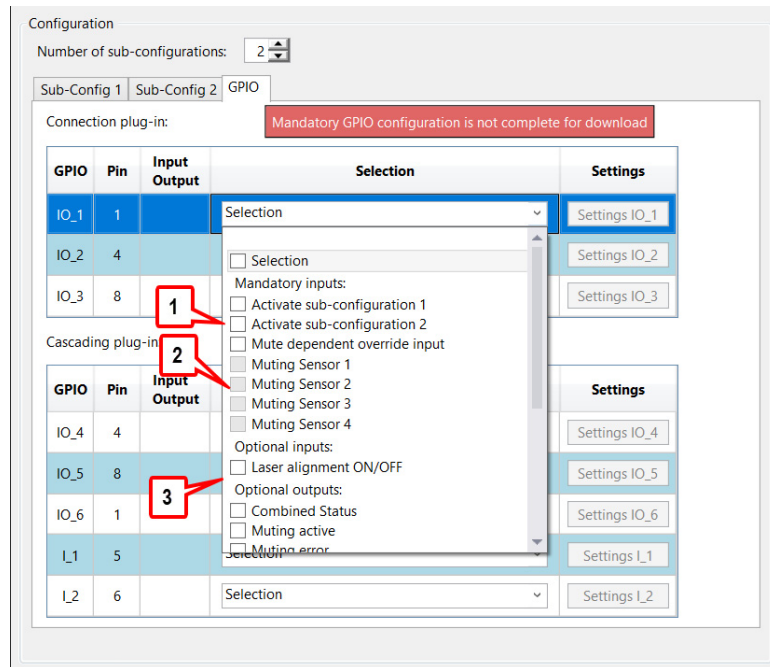 Configuration
Number of sub-configurations: 2
Sub-Config 1 Sub-Config 2 GPIO
Connection plug-in: Mandatory GPIO configuration is not complete for download
GPIO Pin Input Output Selection Settings
IO_1 1 Selection Settings IO_1
IO_2 4 Settings IO_2
IO_3 8 Settings IO_3
Selection
Mandatory inputs:
Activate sub-configuration 1
1
Activate sub-configuration 2
Mute dependent override input
Muting Sensor 1
2
Muting Sensor 2
Muting Sensor 3
Muting Sensor 4
Optional inputs:
Laser alignment ON/OFF
3
Optional outputs:
Combined Status
Muting active
Muting error
Cascading plug-in:
GPIO Pin Input Output Settings
IO_4 4 Settings IO_4
IO_5 8 Settings IO_5
IO_6 1 Settings IO_6
I_1 5 Selection Settings I_1
I_2 6 Selection Settings I_2